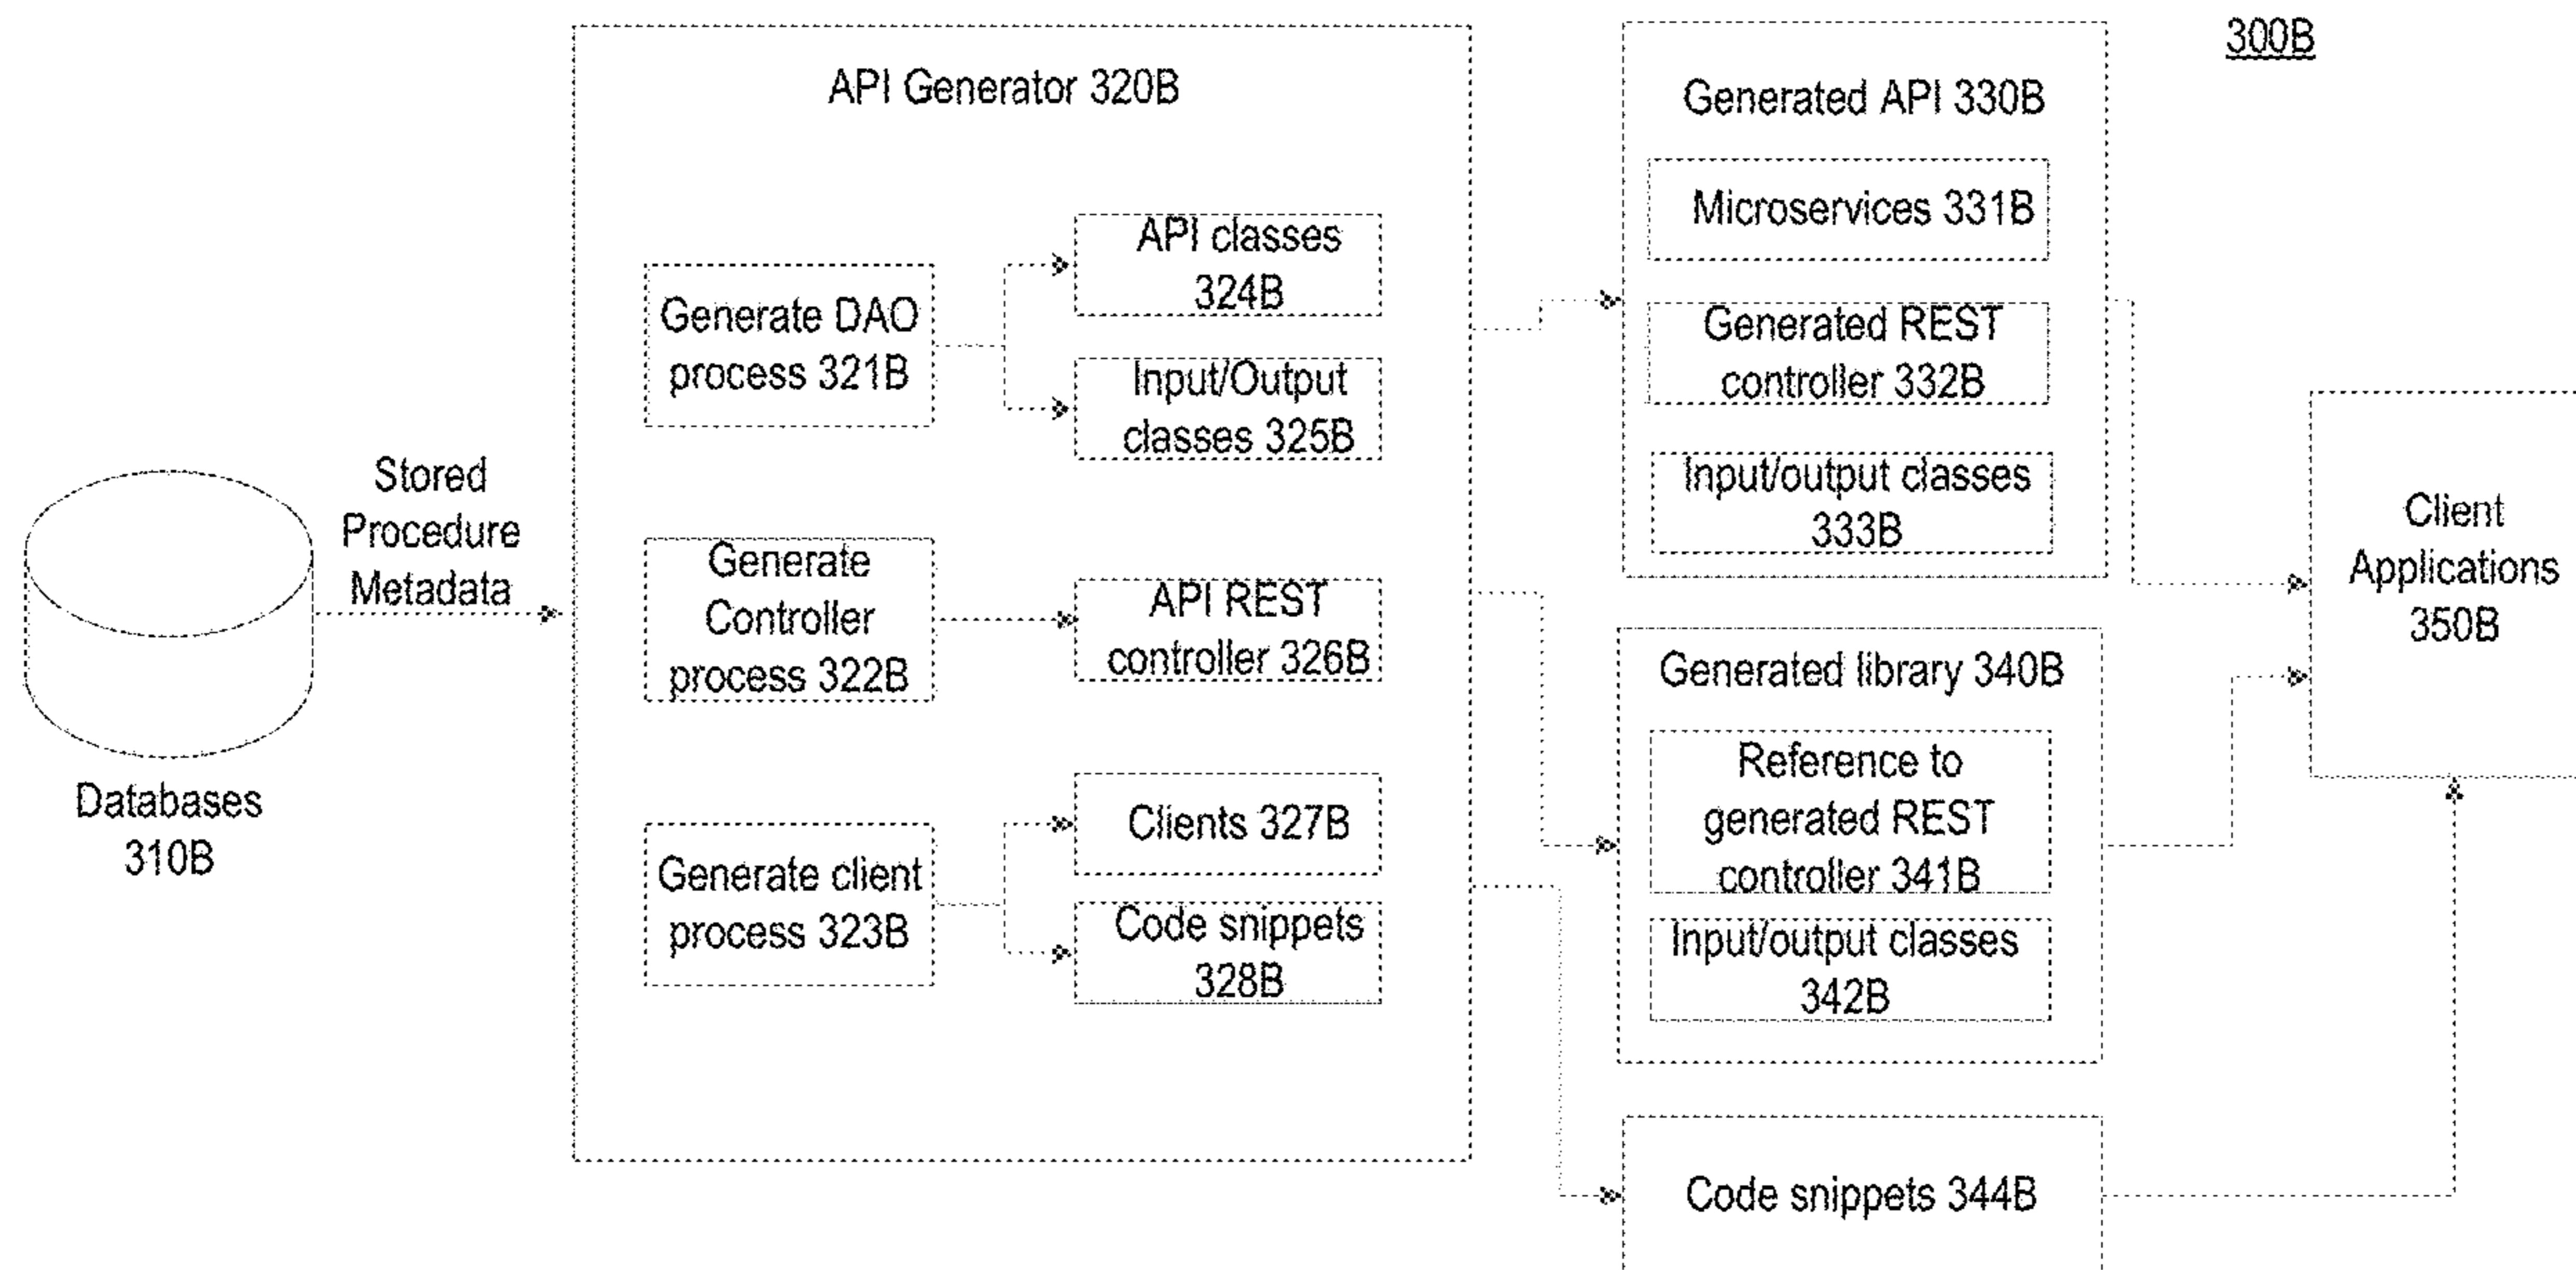 300B
API Generator 320B
Generated API 330B
Microservices 331B
API classes
324B
Generate DAO
process 321B
Generated REST
controller 332B
Input/Output
classes 325B
Input/output classes
333B
Stored
Procedure
Metadata
Client
Applications
350B
Generate
Controller
process 322B
API REST
controller 326B
Generated library 340B
Reference to
generated REST
controller 341B
Databases
310B
Clients 327B
Generate client
process 323B
Code snippets
328B
Input/output classes
342B
Code snippets 344B